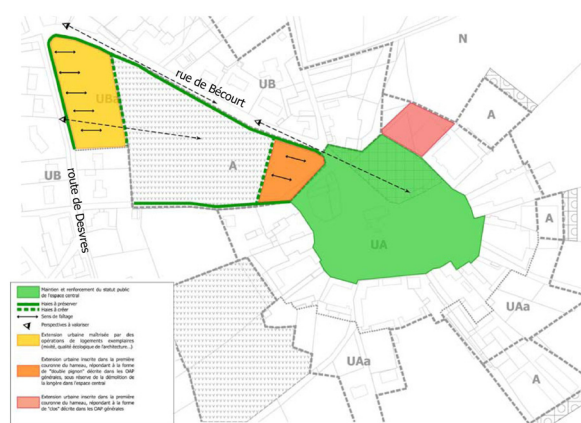 N
rue de Bécourt
UB
UBa
A
A
UB
A
route de Desvres
UA
A
UAa
UAa
A
Maintien et renforcement du statut public
de l'espace central
Haies à préserver
Haies à créer
Sens de faîtage
Perspectives à valoriser
Extension urbaine maîtrisée par des
opérations de logements exemplaires
(mixité, qualité écologique de l'architecture...)
Extension urbaine inscrite dans la première
couronne du hameau, répondant à la forme
de "double pignon" décrite dans les OAP
générales, sous réserve de la démolition de
la longère dans l'espace central
Extension urbaine inscrite dans la première
couronne du hameau, répondant à la forme
de "clos" décrite dans les OAP générales